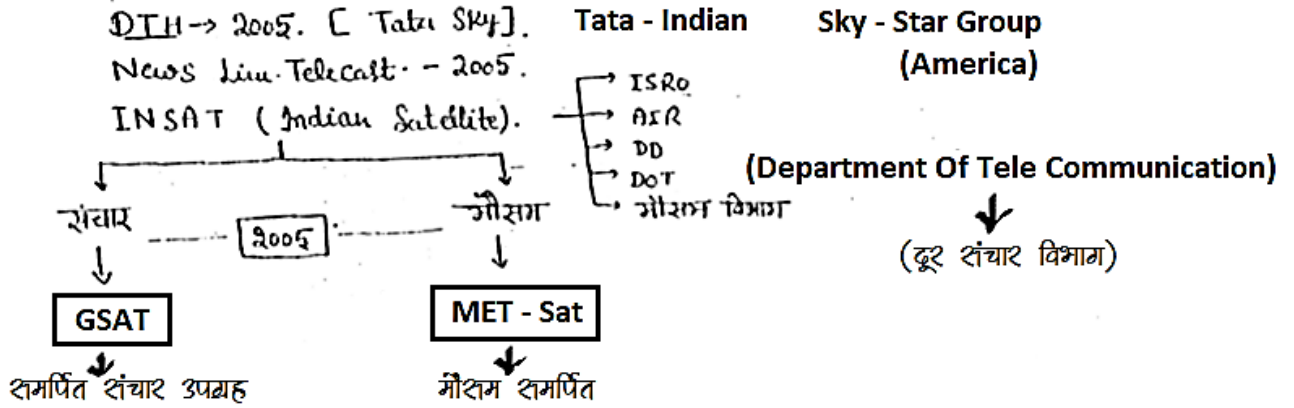 DTH → 2005. [ Tata Sky]. Tata - Indian Sky - Star Group
(America)
News Live Telecast. - 2005.
INSAT ( Indian Satellite). → ISRO
→ AIR
→ DD
→ DOT (Department Of Tele Communication)
→ मौसम विभाग
(दूर संचार विभाग)
संचार 2005 मौसम
GSAT MET - Sat
समर्पित संचार उपग्रह मौसम समर्पित